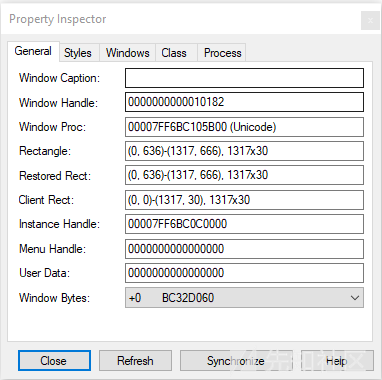 Property Inspector
General Styles Windows Class Process
Window Caption:
Window Handle: 0000000000010182
Window Proc: 00007FF6BC105B00 (Unicode)
Rectangle: (0, 636)-(1317, 666), 1317x30
Restored Rect: (0, 636)-(1317, 666), 1317x30
Client Rect: (0, 0)-(1317, 30), 1317x30
Instance Handle: 00007FF6BC0C0000
Menu Handle: 0000000000000000
User Data: 0000000000000000
Window Bytes: +0 BC32D060
Close Refresh Synchronize Help